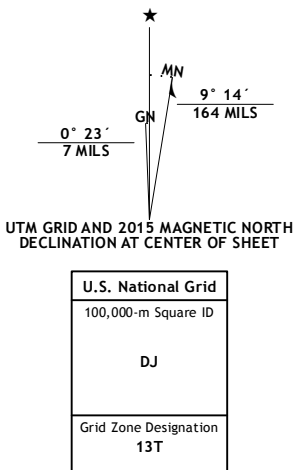 ★
MN
GN
9° 14´
164 MILS
0° 23´
7 MILS
UTM GRID AND 2015 MAGNETIC NORTH
DECLINATION AT CENTER OF SHEET
U.S. National Grid
100,000-m Square ID
DJ
Grid Zone Designation
13T